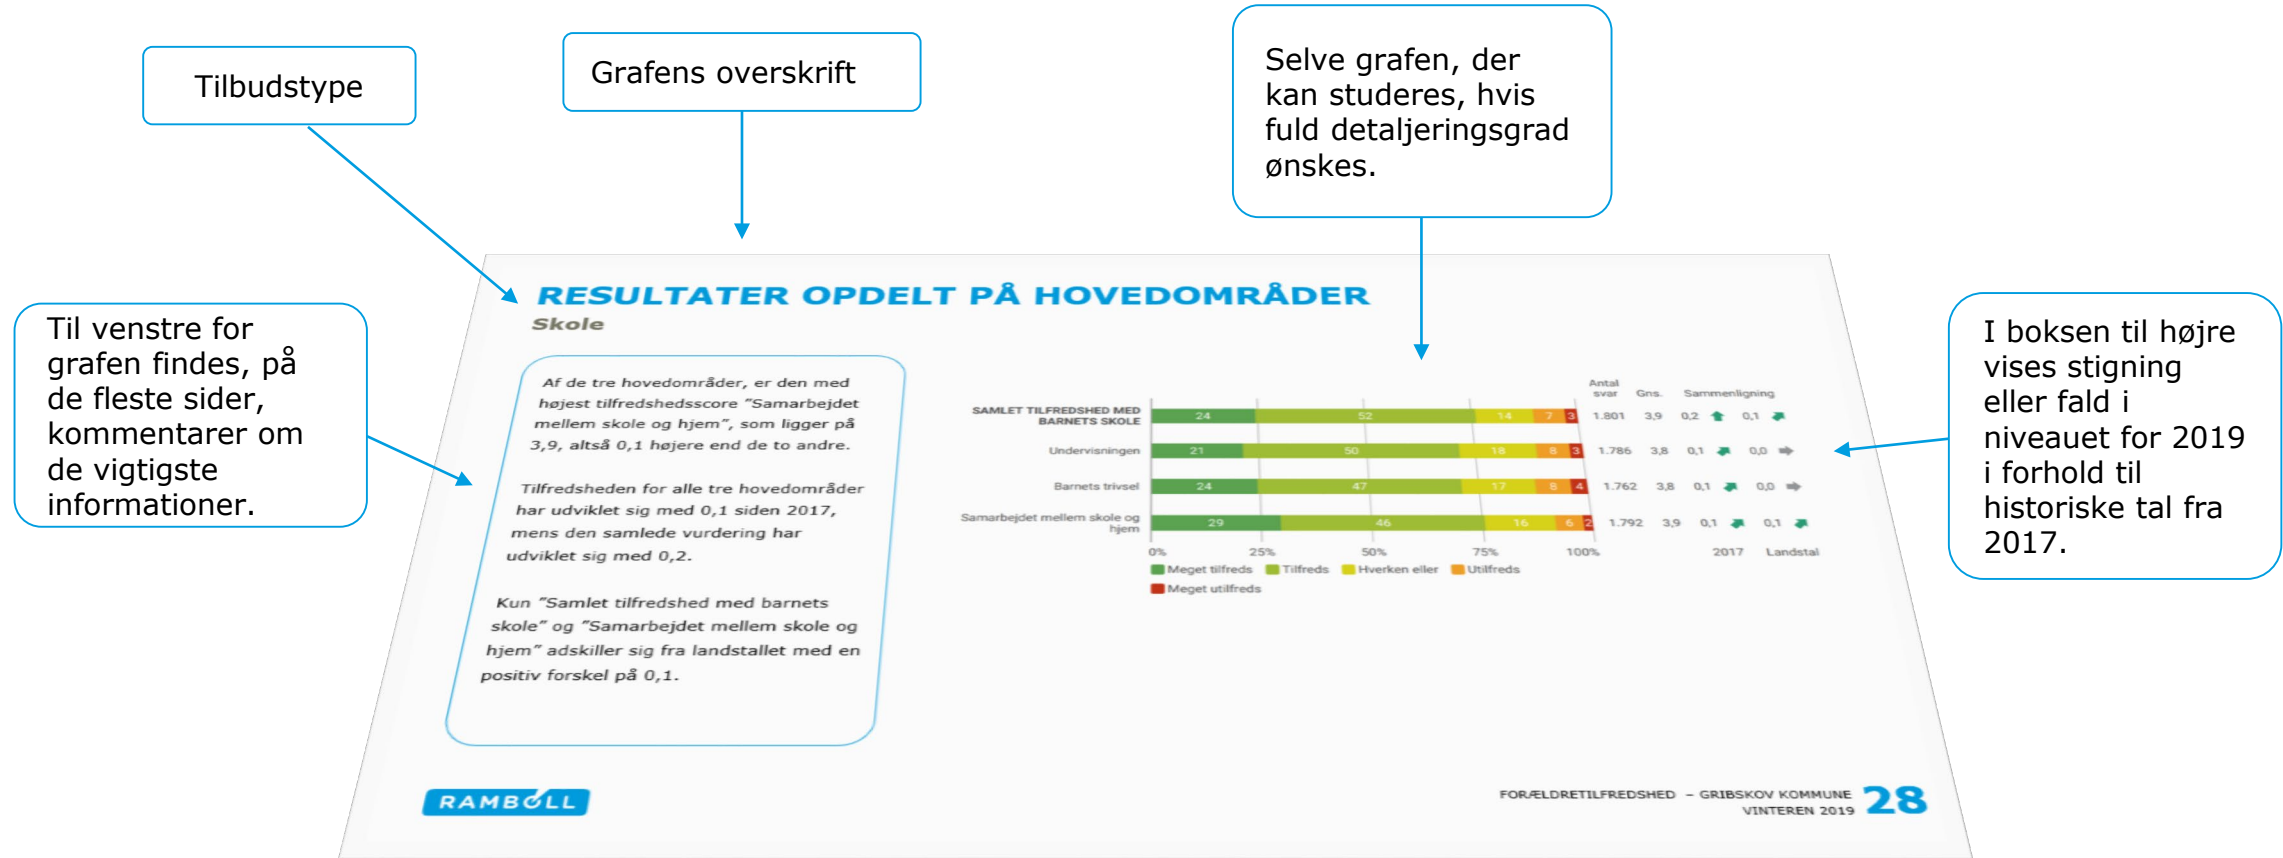 Tilbudstype
Grafens overskrift
Selve grafen, der
kan studeres, hvis
fuld detaljeringsgrad
ønskes.
Til venstre for
grafen findes, på
de fleste sider,
kommentarer om
de vigtigste
informationer.
I boksen til højre
vises stigning
eller fald i
niveauet for 2019
i forhold til
historiske tal fra
2017.
RESULTATER OPDELT PÅ HOVEDOMRÅDER
Skole
Af de tre hovedområder, er den med
højest tilfredshedsscore "Samarbejdet
mellem skole og hjem", som ligger på
3,9, altså 0,1 højere end de to andre.
Tilfredsheden for alle tre hovedområder
har udviklet sig med 0,1 siden 2017,
mens den samlede vurdering har
udviklet sig med 0,2.
Kun "Samlet tilfredshed med barnets
skole" og "Samarbejdet mellem skole og
hjem" adskiller sig fra landstallet med en
positiv forskel på 0,1.
Antal
svar Gns. Sammenligning
SAMLET TILFREDSHED MED
BARNETS SKOLE 24 52 14 7 3 1.801 3,9 0,2 0,1
Undervisningen 21 50 18 8 3 1.786 3,8 0,1 0,0
Barnets trivsel 24 47 17 8 4 1.762 3,8 0,1 0,0
Samarbejdet mellem skole og
hjem 29 46 16 6 2 1.792 3,9 0,1 0,1
0% 25% 50% 75% 100% 2017 Landstal
Meget tilfreds Tilfreds Hverken eller Utilfreds
Meget utilfreds
RAMBOLL
FORÆLDRETILFREDSHED – GRIBSKOV KOMMUNE
VINTEREN 2019 28